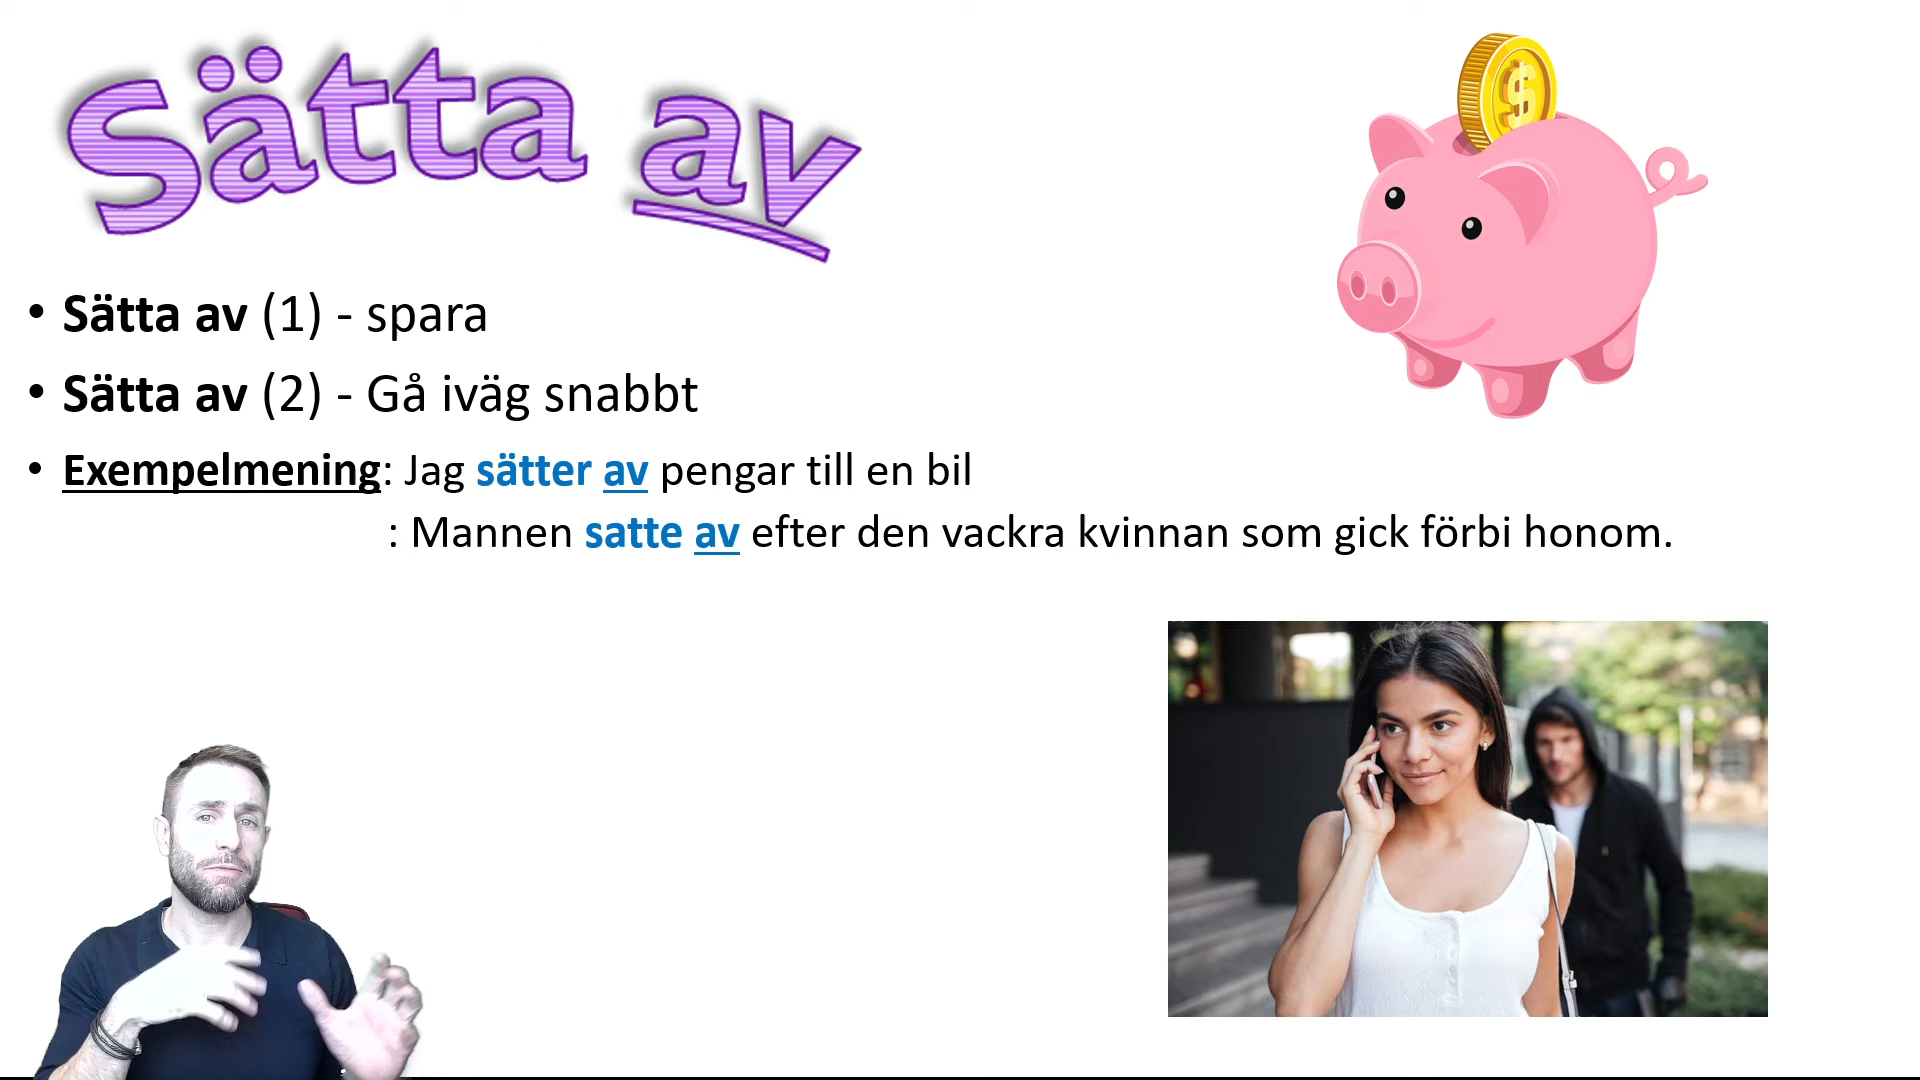 Sätta av
• Sätta av (1) - spara
• Sätta av (2) - Gå iväg snabbt
• Exempelmening: Jag sätter av pengar till en bil
: Mannen satte av efter den vackra kvinnan som gick förbi honom.
$